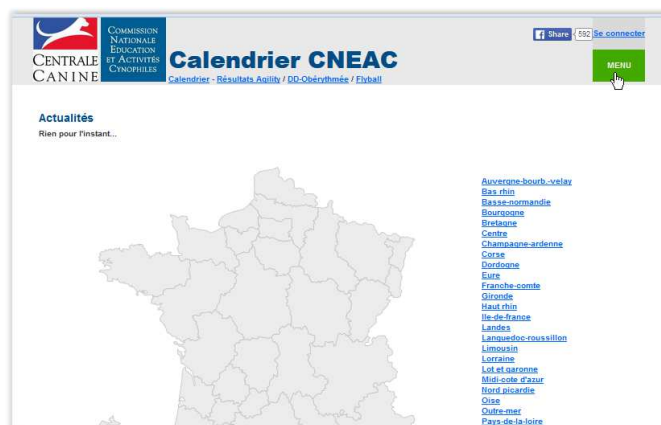 COMMISSION
NATIONALE
EDUCATION
ET ACTIVITÉS
CYNOPHILES
CENTRALE
CANINE
Calendrier CNEAC
Calendrier - Résultats Agility / DD-Obérythmée / Flyball
Share 592 Se connecter
MENU
Actualités
Rien pour l'instant...
Auvergne-bourb.-velay
Bas rhin
Basse-normandie
Bourgogne
Bretagne
Centre
Champagne-ardenne
Corse
Dordogne
Eure
Franche-comte
Gironde
Haut rhin
Ile-de-france
Landes
Languedoc-roussillon
Limousin
Lorraine
Lot et garonne
Midi-cote d'azur
Nord picardie
Oise
Outre-mer
Pays-de-la-loire